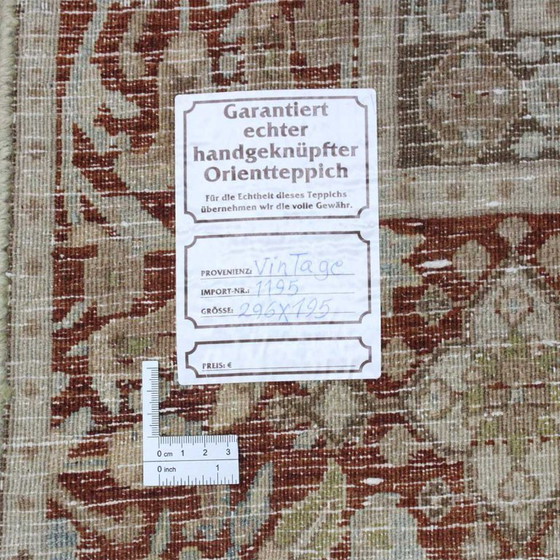 Garantiert
echter
handgeknüpfter
Orientteppich
Für die Echtheit dieses Teppichs
übernehmen wir die volle Gewähr.
PROVENIENZ: VinTage
IMPORT-NR.: 1195
GRÖSSE: 296X195
PREIS: €
0 cm 1 2 3
0 inch 1